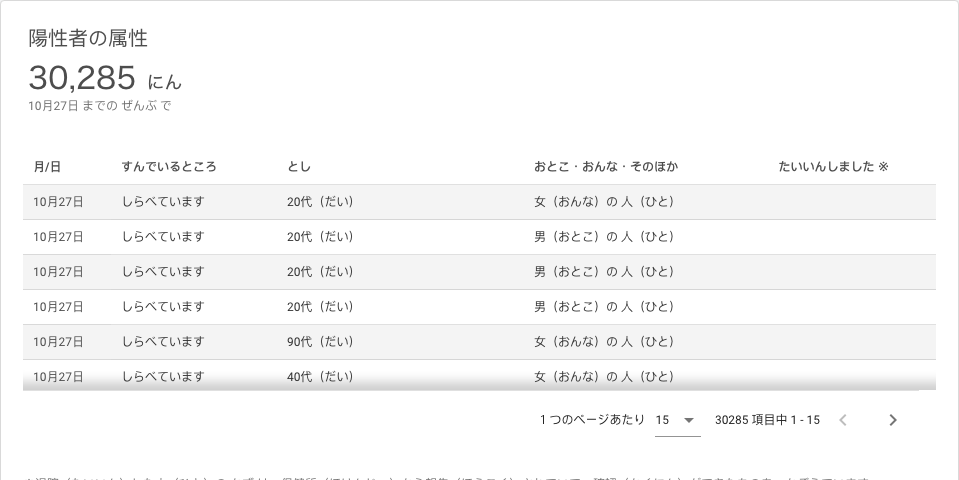 陽性者の属性
30,285 にん
10月27日 までの ぜんぶ で
月/日 すんでいるところ とし おとこ・おんな・そのほか たいいんしました ※
10月27日 しらべています 20代（だい） 女（おんな）の 人（ひと）
10月27日 しらべています 20代（だい） 男（おとこ）の 人（ひと）
10月27日 しらべています 20代（だい） 男（おとこ）の 人（ひと）
10月27日 しらべています 20代（だい） 男（おとこ）の 人（ひと）
10月27日 しらべています 90代（だい） 女（おんな）の 人（ひと）
10月27日 しらべています 40代（だい） 女（おんな）の 人（ひと）
1 つのページあたり 15 30285 項目中 1 - 15